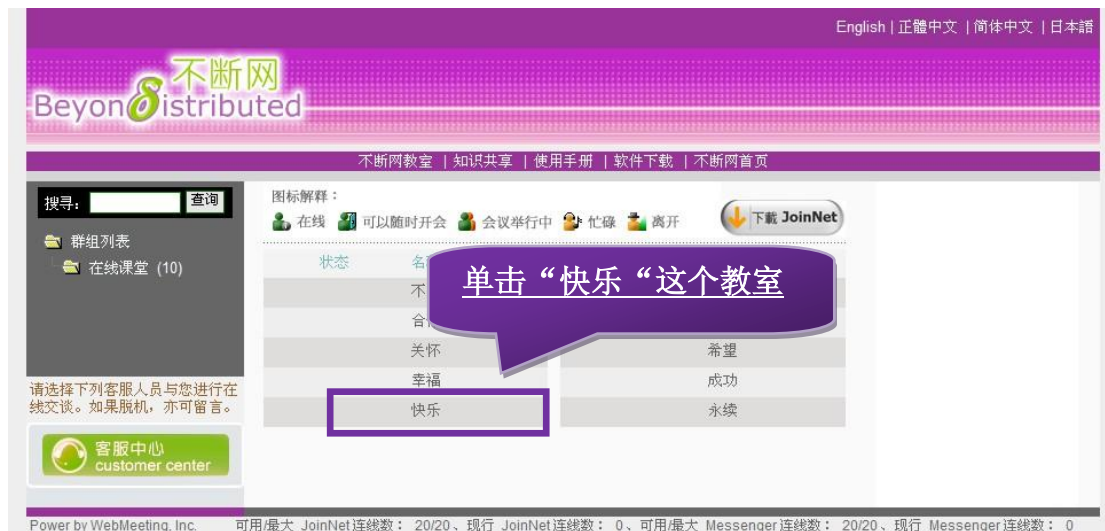 English | 正體中文 | 简体中文 | 日本語
不断网
Beyondistributed
不断网教室 | 知识共享 | 使用手册 | 软件下载 | 不断网首页
搜寻: 查询
群组列表
在线课堂 (10)
图标解释：
在线 可以随时开会 会议举行中 忙碌 离开
下載 JoinNet
状态
单击“快乐“这个教室
不
关怀 希望
幸福 成功
快乐 永续
请选择下列客服人员与您进行在
线交谈。如果脱机，亦可留言。
客服中心
customer center
Power by WebMeeting, Inc. 可用/最大 JoinNet连线数： 20/20、现行 JoinNet连线数： 0、可用/最大 Messenger连线数： 20/20、现行 Messenger连线数： 0